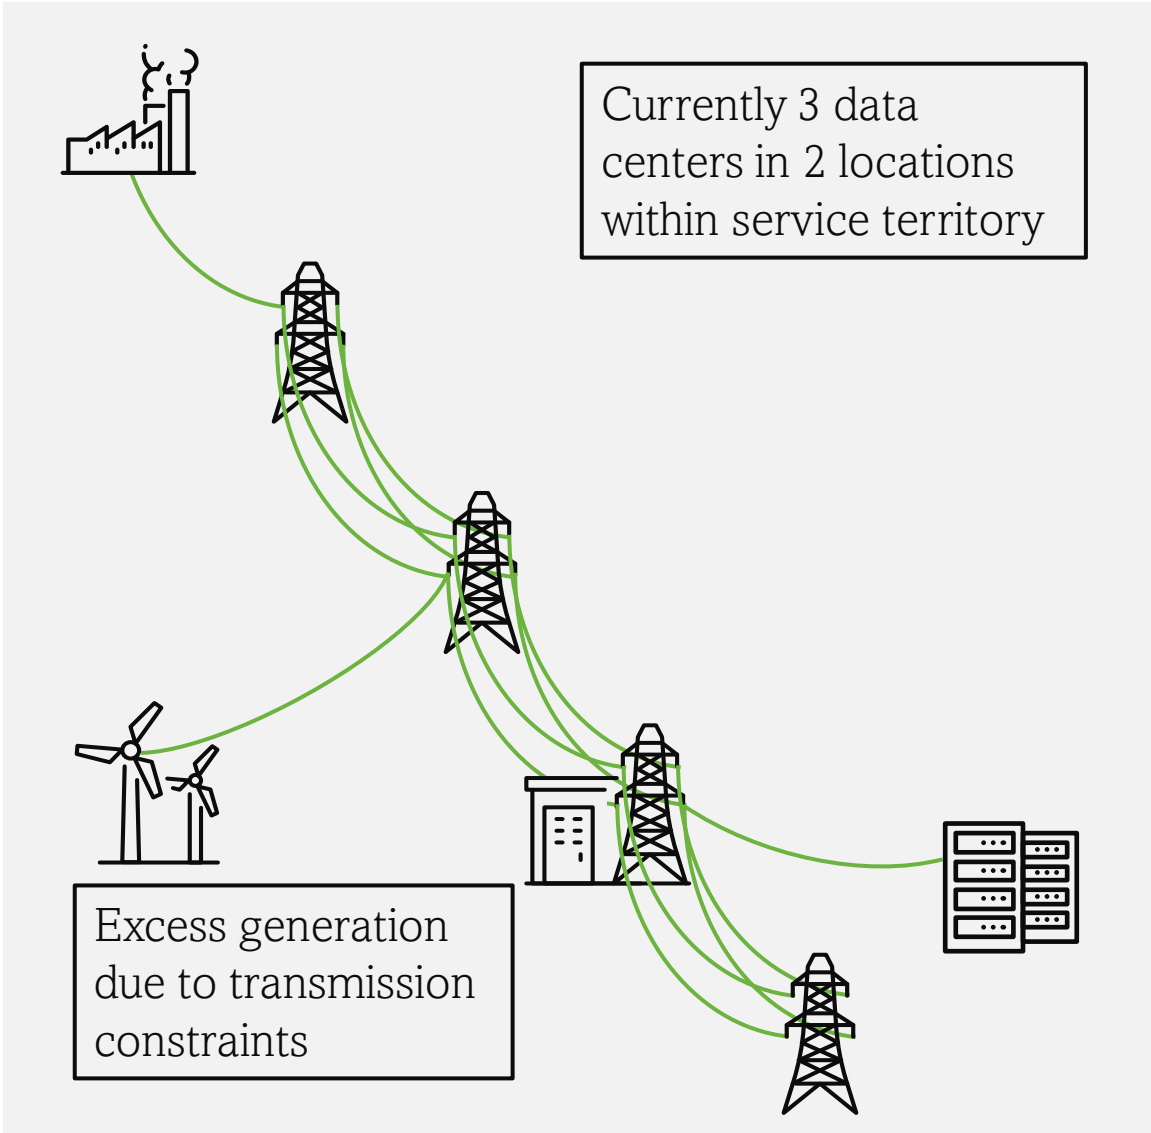 Currently 3 data
centers in 2 locations
within service territory
Excess generation
due to transmission
constraints